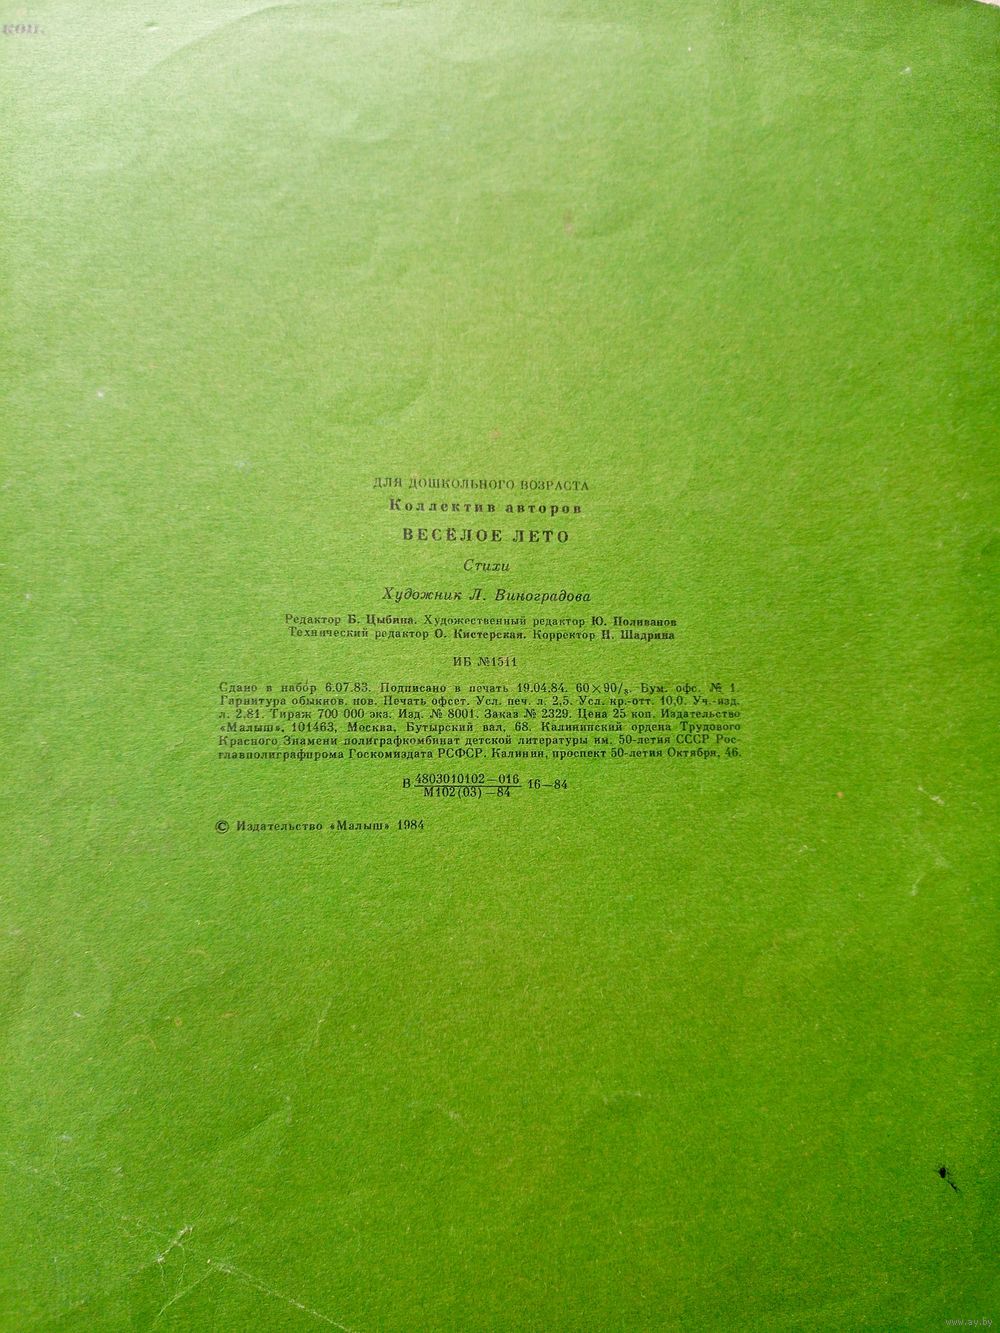 коп.
ДЛЯ ДОШКОЛЬНОГО ВОЗРАСТА
Коллектив авторов
ВЕСЁЛОЕ ЛЕТО
Стихи
Художник Л. Виноградова
Редактор Б. Цыбина. Художественный редактор Ю. Поливанов
Технический редактор О. Кистерская. Корректор Н. Шадрина
ИБ №1511
Сдано в набор 6.07.83. Подписано в печать 19.04.84. 60×90/8. Бум. офс. № 1.
Гарнитура обыкнов. нов. Печать офсет. Усл. печ. л. 2,5. Усл. кр.-отт. 10,0. Уч.-изд.
л. 2.81. Тираж 700 000 экз. Изд. № 8001. Заказ № 2329. Цена 25 коп. Издательство
«Малыш», 101463, Москва, Бутырский вал, 68. Калининский ордена Трудового
Красного Знамени полиграфкомбинат детской литературы им. 50-летия СССР Рос-
главполиграфпрома Госкомиздата РСФСР. Калинин, проспект 50-летия Октября, 46.
В 4803010102—016 16—84
М102(03)—84
© Издательство «Малыш» 1984
www.ay.by